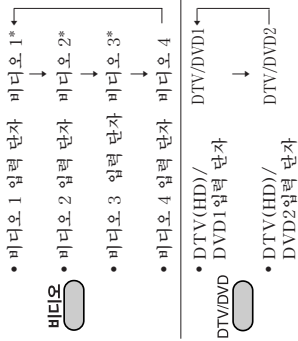 비디오
• 비디오 1 입력 단자 비디오 1*
• 비디오 2 입력 단자 비디오 2*
• 비디오 3 입력 단자 비디오 3*
• 비디오 4 입력 단자 비디오 4
DTV/DVD
• DTV(HD)/
DVD1입력 단자 DTV/DVD1
• DTV(HD)/
DVD2입력 단자 DTV/DVD2